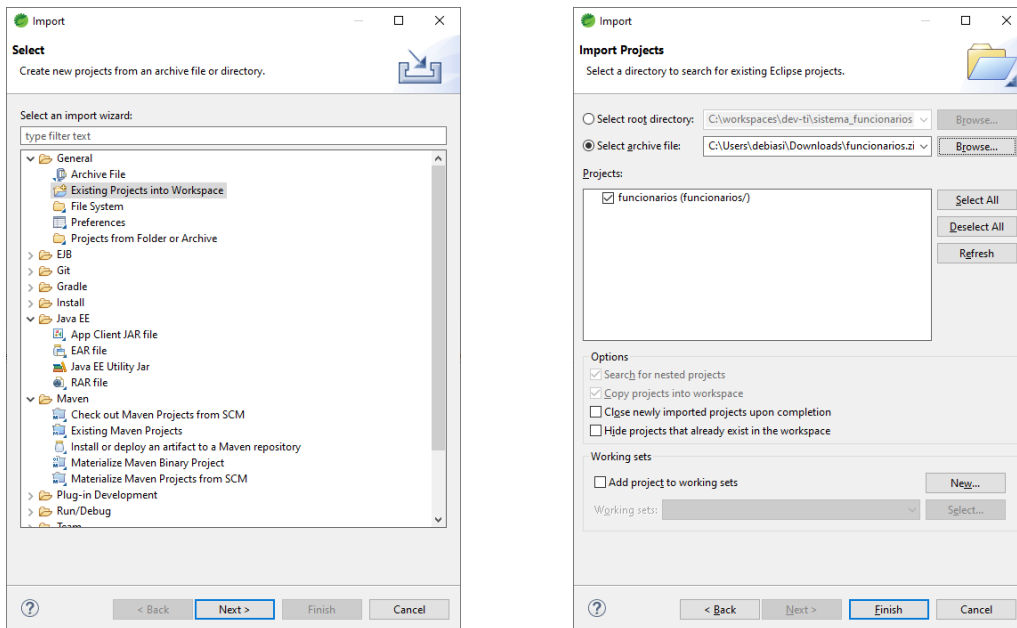 Import
Select
Create new projects from an archive file or directory.
Select an import wizard:
type filter text
General
Archive File
Existing Projects into Workspace
File System
Preferences
Projects from Folder or Archive
EJB
Git
Gradle
Install
Java EE
App Client JAR file
EAR file
Java EE Utility Jar
RAR file
Maven
Check out Maven Projects from SCM
Existing Maven Projects
Install or deploy an artifact to a Maven repository
Materialize Maven Binary Project
Materialize Maven Projects from SCM
Plug-in Development
Run/Debug
Team
?
< Back
Next >
Finish
Cancel
Import
Import Projects
Select a directory to search for existing Eclipse projects.
Select root directory:
C:\workspaces\dev-ti\sistema_funcionarios
Browse...
Select archive file:
C:\Users\debiasi\Downloads\funcionarios.zi
Browse...
Projects:
funcionarios (funcionarios/)
Select All
Deselect All
Refresh
Options
Search for nested projects
Copy projects into workspace
Close newly imported projects upon completion
Hide projects that already exist in the workspace
Working sets
Add project to working sets
New...
Working sets:
Select...
?
< Back
Next >
Finish
Cancel